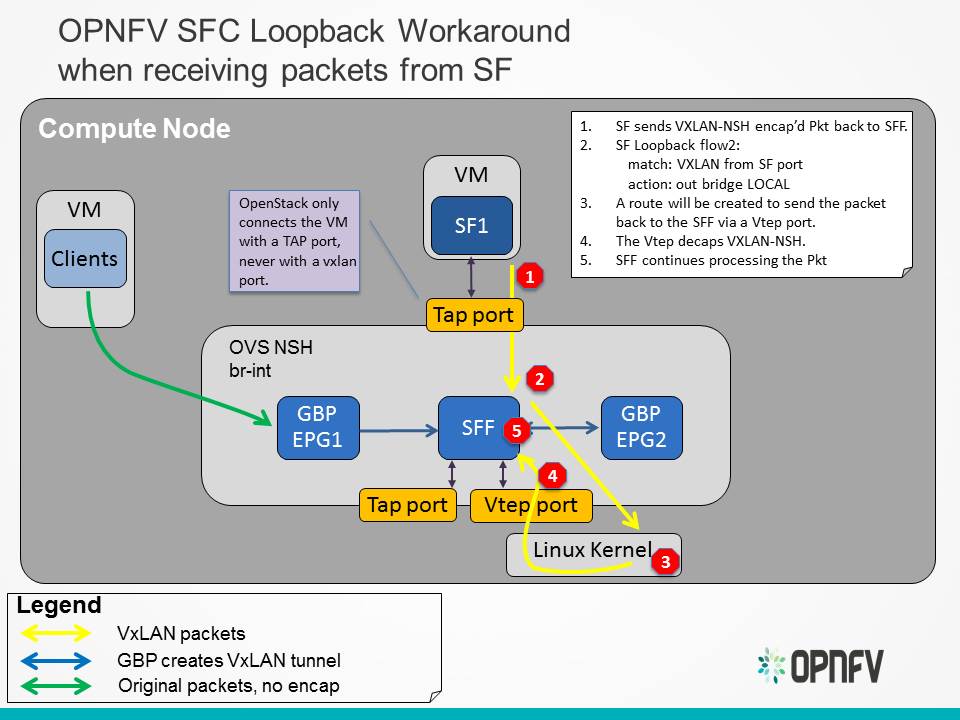 OPNFV SFC Loopback Workaround
when receiving packets from SF
Compute Node
1. SF sends VXLAN-NSH encap'd Pkt back to SFF.
2. SF Loopback flow2:
match: VXLAN from SF port
action: out bridge LOCAL
3. A route will be created to send the packet
back to the SFF via a Vtep port.
4. The Vtep decaps VXLAN-NSH.
5. SFF continues processing the Pkt
VM
Clients
OpenStack only
connects the VM
with a TAP port,
never with a vxlan
port.
VM
SF1
1
Tap port
OVS NSH
br-int
2
GBP
EPG1
SFF
5
GBP
EPG2
4
Tap port
Vtep port
Linux Kernel
3
Legend
VxLAN packets
GBP creates VxLAN tunnel
Original packets, no encap
OPNFV